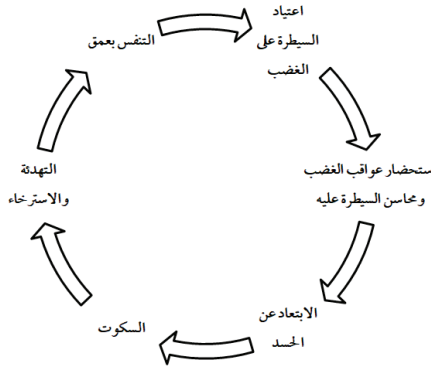 اعتياد
السيطرة على
الغضب
ستحضار عواقب الغضب
ومحاسن السيطرة عليه
الابتعاد عن
الحسد
السكوت
التهدئة
والاسترخاء
التنفس بعمق